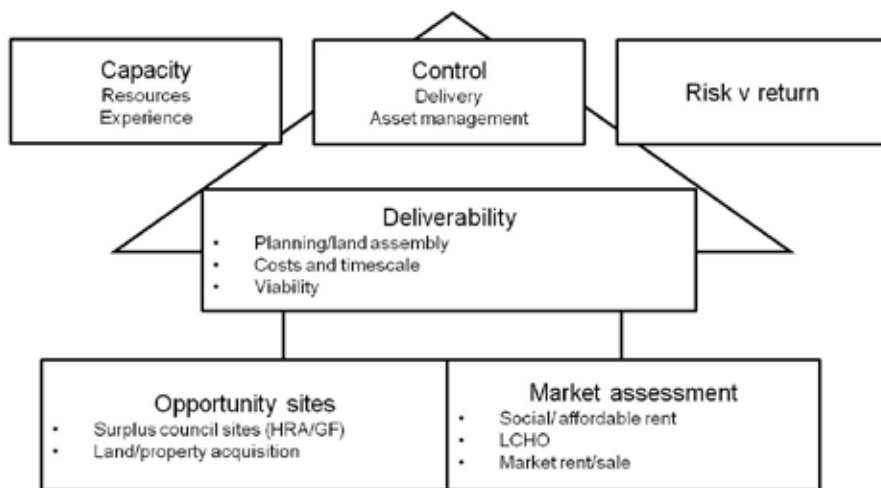 Capacity
Resources
Experience
Control
Delivery
Asset management
Risk v return
Deliverability
• Planning/land assembly
• Costs and timescale
• Viability
Opportunity sites
• Surplus council sites (HRA/GF)
• Land/property acquisition
Market assessment
• Social/affordable rent
• LCHO
• Market rent/sale